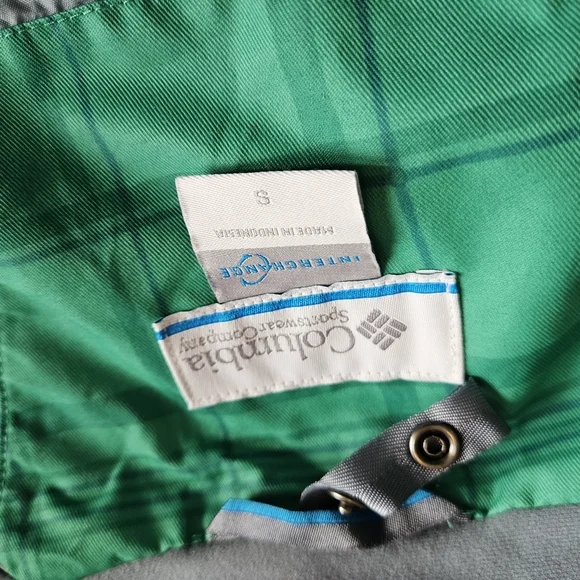 Columbia
Sportswear Company
INTERCHANGE
MADE IN INDONESIA
S